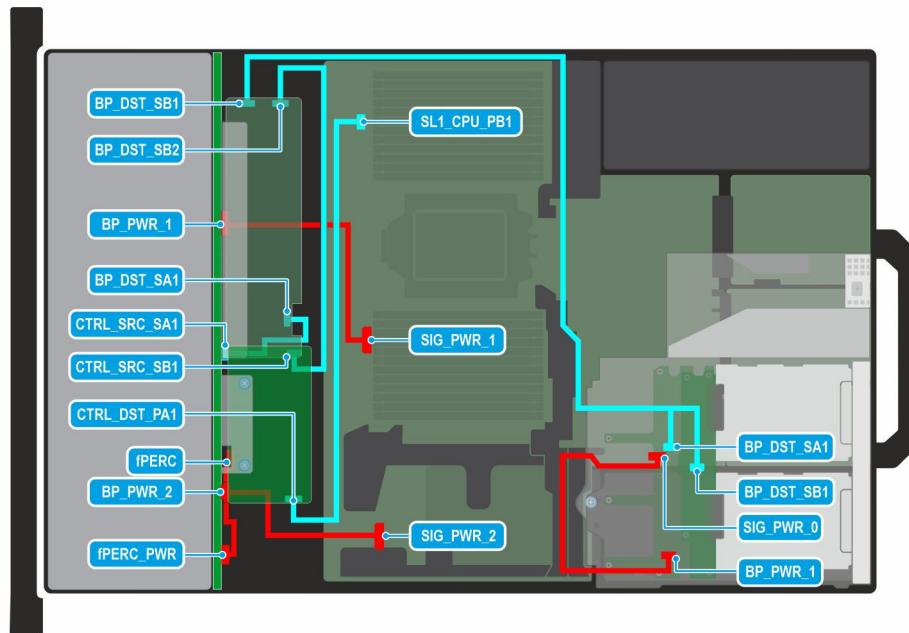 BP_DST_SB1
BP_DST_SB2
SL1_CPU_PB1
BP_PWR_1
BP_DST_SA1
CTRL_SRC_SA1
SIG_PWR_1
CTRL_SRC_SB1
CTRL_DST_PA1
BP_DST_SA1
fPERC
BP_PWR_2
BP_DST_SB1
SIG_PWR_0
SIG_PWR_2
fPERC_PWR
BP_PWR_1